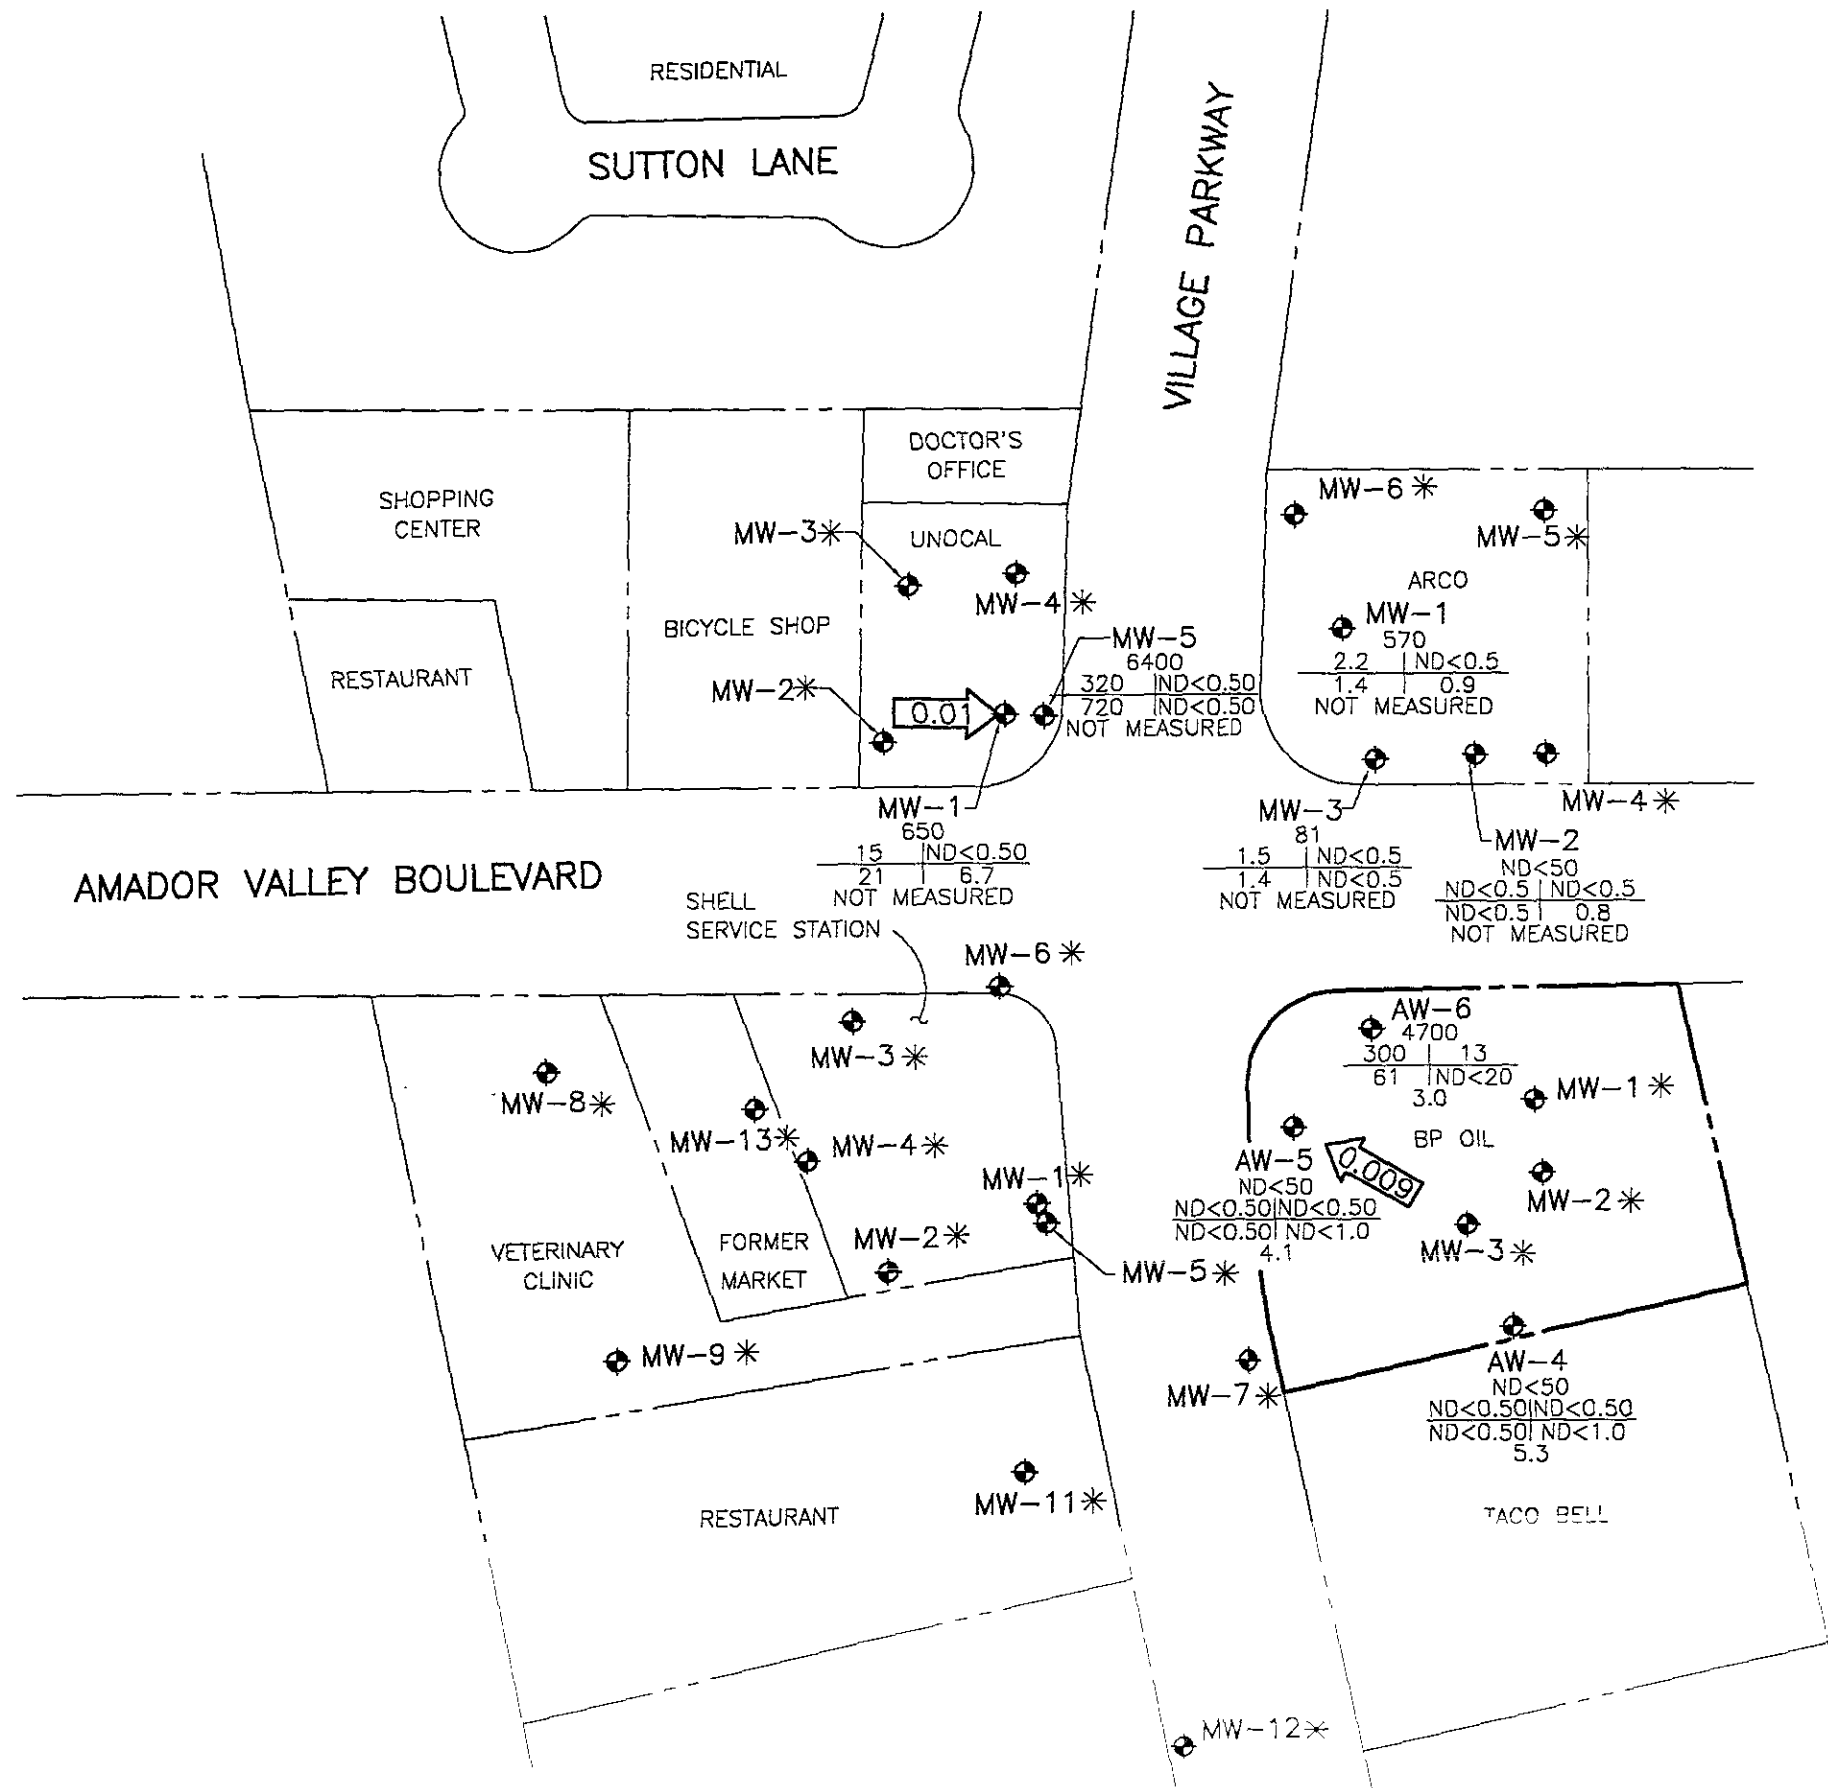 RESIDENTIAL
SUTTON LANE
VILLAGE PARKWAY
DOCTOR'S
OFFICE
SHOPPING
CENTER
MW-3*
UNOCAL
MW-4*
BICYCLE SHOP
RESTAURANT
MW-2*
0.01
MW-5
6400
320 | ND<0.50
720 | ND<0.50
NOT MEASURED
MW-6*
MW-5*
ARCO
MW-1
570
2.2 | ND<0.5
1.4 | 0.9
NOT MEASURED
MW-1
650
15 | ND<0.50
21 | 6.7
NOT MEASURED
MW-3
81
1.5 | ND<0.5
1.4 | ND<0.5
NOT MEASURED
MW-4*
MW-2
ND<50
ND<0.5 | ND<0.5
ND<0.5 | 0.8
NOT MEASURED
AMADOR VALLEY BOULEVARD
SHELL
SERVICE STATION
MW-6*
MW-3*
MW-8*
MW-13*
MW-4*
MW-1*
MW-2*
MW-5*
VETERINARY
CLINIC
FORMER
MARKET
MW-9*
AW-6
4700
300 | 13
61 | ND<20
3.0
MW-1*
BP OIL
0.009
AW-5
ND<50
ND<0.50 | ND<0.50
ND<0.50 | ND<1.0
4.1
MW-2*
MW-3*
MW-7*
AW-4
ND<50
ND<0.50 | ND<0.50
ND<0.50 | ND<1.0
5.3
RESTAURANT
MW-11*
TACO BELL
MW-12*